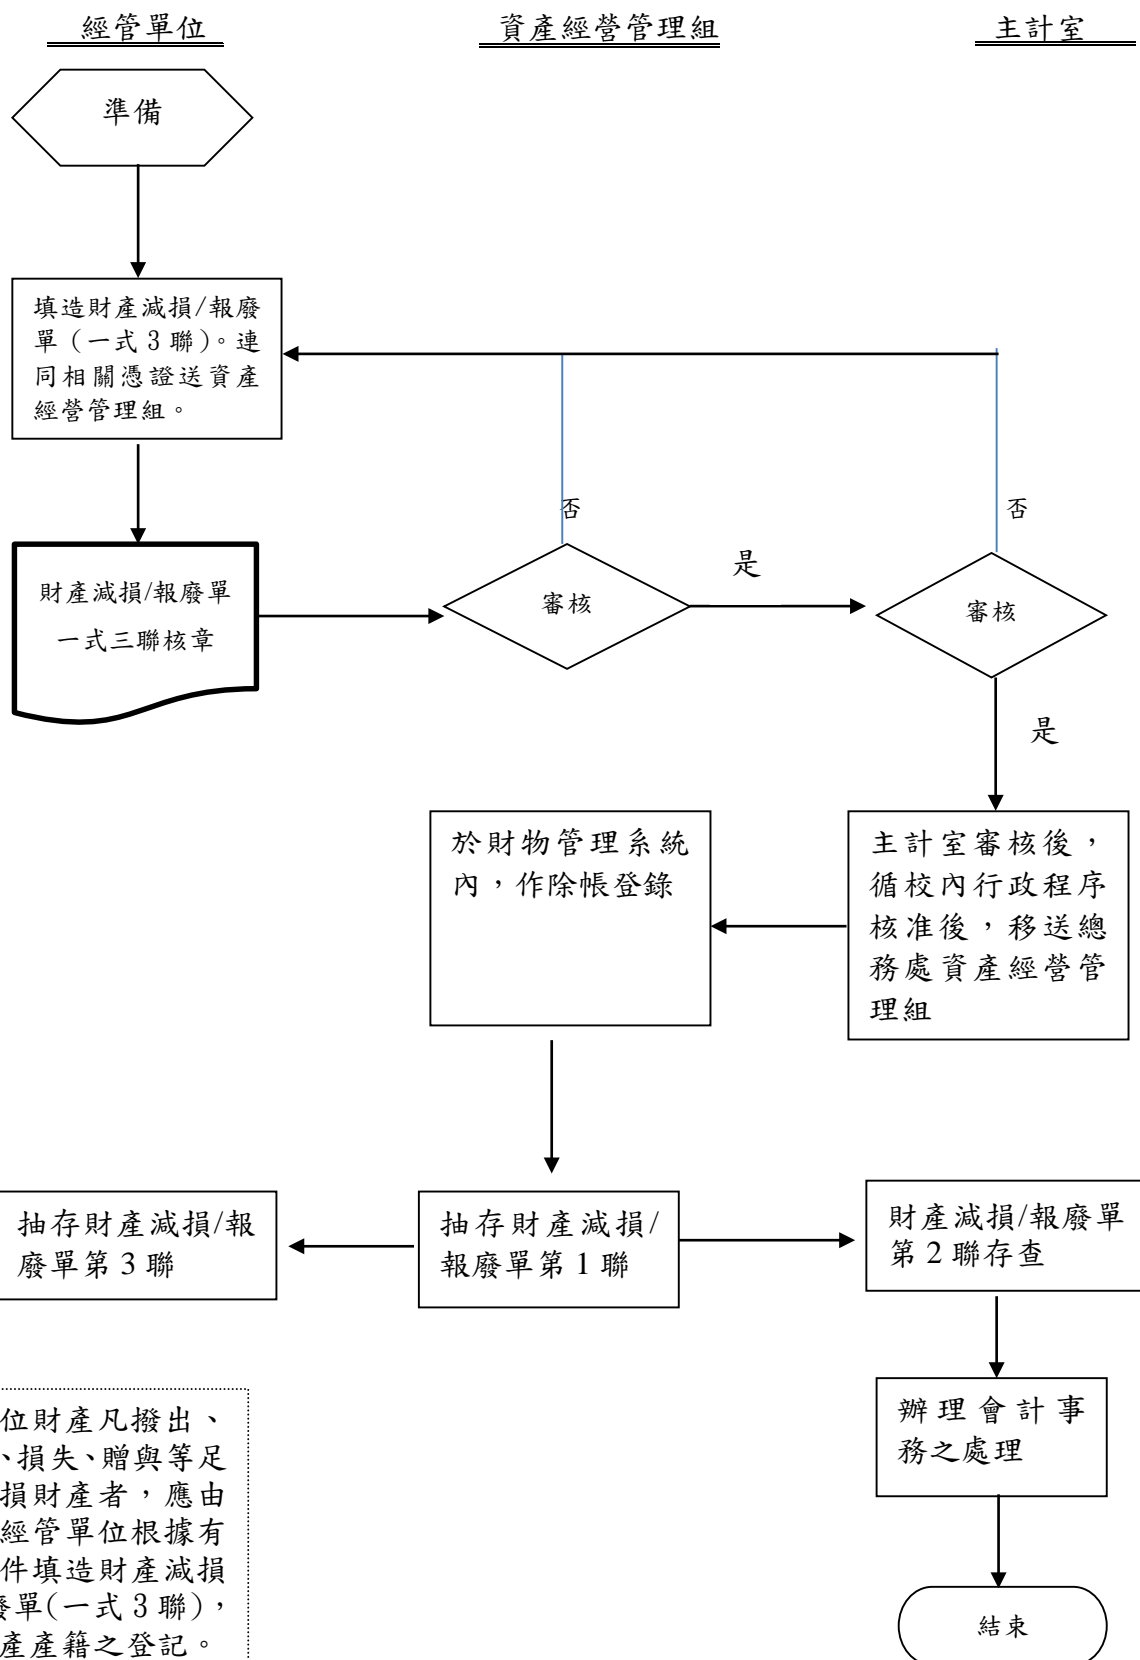 經管單位
資產經營管理組
主計室
準備
填造財產減損/報廢
單（一式 3 聯）。連
同相關憑證送資產
經營管理組。
否
否
財產減損/報廢單
一式三聯核章
審核
是
審核
是
於財物管理系統
內，作除帳登錄
主計室審核後，
循校內行政程序
核准後，移送總
務處資產經營管
理組
抽存財產減損/報
廢單第 3 聯
抽存財產減損/
報廢單第 1 聯
財產減損/報廢單
第 2 聯存查
辦理會計事
務之處理
結束
位財產凡撥出、
、損失、贈與等足
損財產者，應由
經管單位根據有
件填造財產減損
廢單(一式 3 聯)，
產產籍之登記。